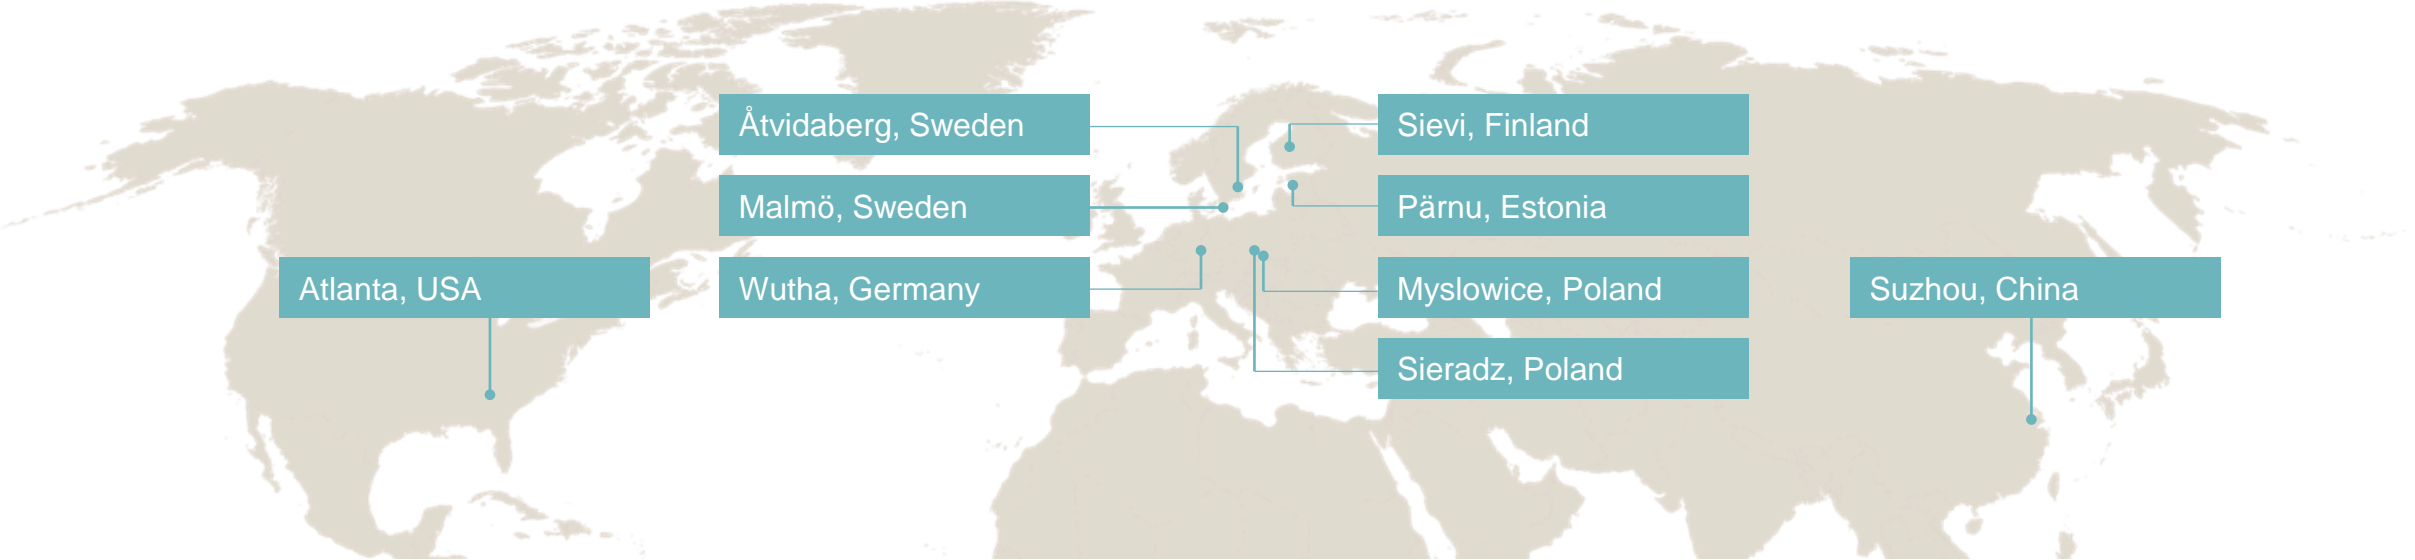 Åtvidaberg, Sweden
Sievi, Finland
Malmö, Sweden
Pärnu, Estonia
Atlanta, USA
Wutha, Germany
Myslowice, Poland
Suzhou, China
Sieradz, Poland